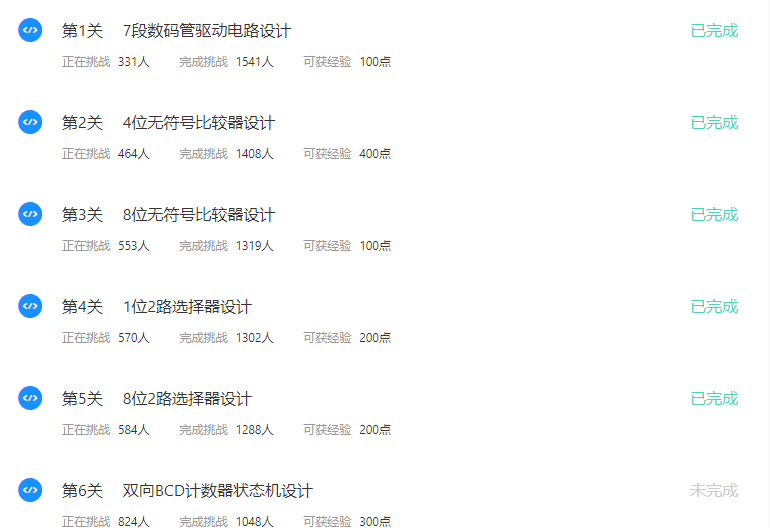 第1关 7段数码管驱动电路设计 已完成
正在挑战 331人 完成挑战 1541人 可获经验 100点
第2关 4位无符号比较器设计 已完成
正在挑战 464人 完成挑战 1408人 可获经验 400点
第3关 8位无符号比较器设计 已完成
正在挑战 553人 完成挑战 1319人 可获经验 100点
第4关 1位2路选择器设计 已完成
正在挑战 570人 完成挑战 1302人 可获经验 200点
第5关 8位2路选择器设计 已完成
正在挑战 584人 完成挑战 1288人 可获经验 200点
第6关 双向BCD计数器状态机设计 未完成
正在挑战 824人 完成挑战 1048人 可获经验 300点